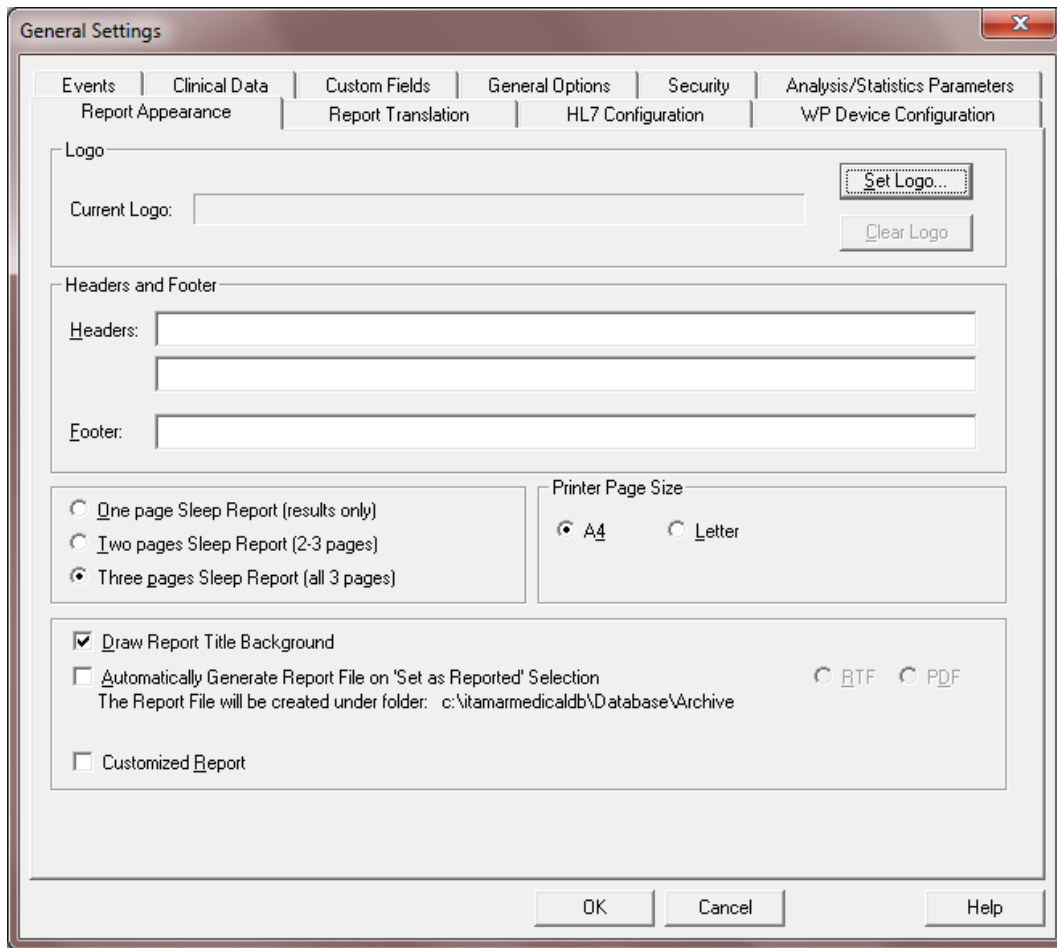 General Settings
Events Clinical Data Custom Fields General Options Security Analysis/Statistics Parameters
Report Appearance Report Translation HL7 Configuration WP Device Configuration
Logo
Set Logo...
Current Logo:
Clear Logo
Headers and Footer
Headers:
Footer:
One page Sleep Report (results only)
Two pages Sleep Report (2-3 pages)
Three pages Sleep Report (all 3 pages)
Printer Page Size
A4 Letter
Draw Report Title Background
Automatically Generate Report File on 'Set as Reported' Selection RTF PDF
The Report File will be created under folder: c:\itamarmedicaldb\Database\Archive
Customized Report
OK Cancel Help